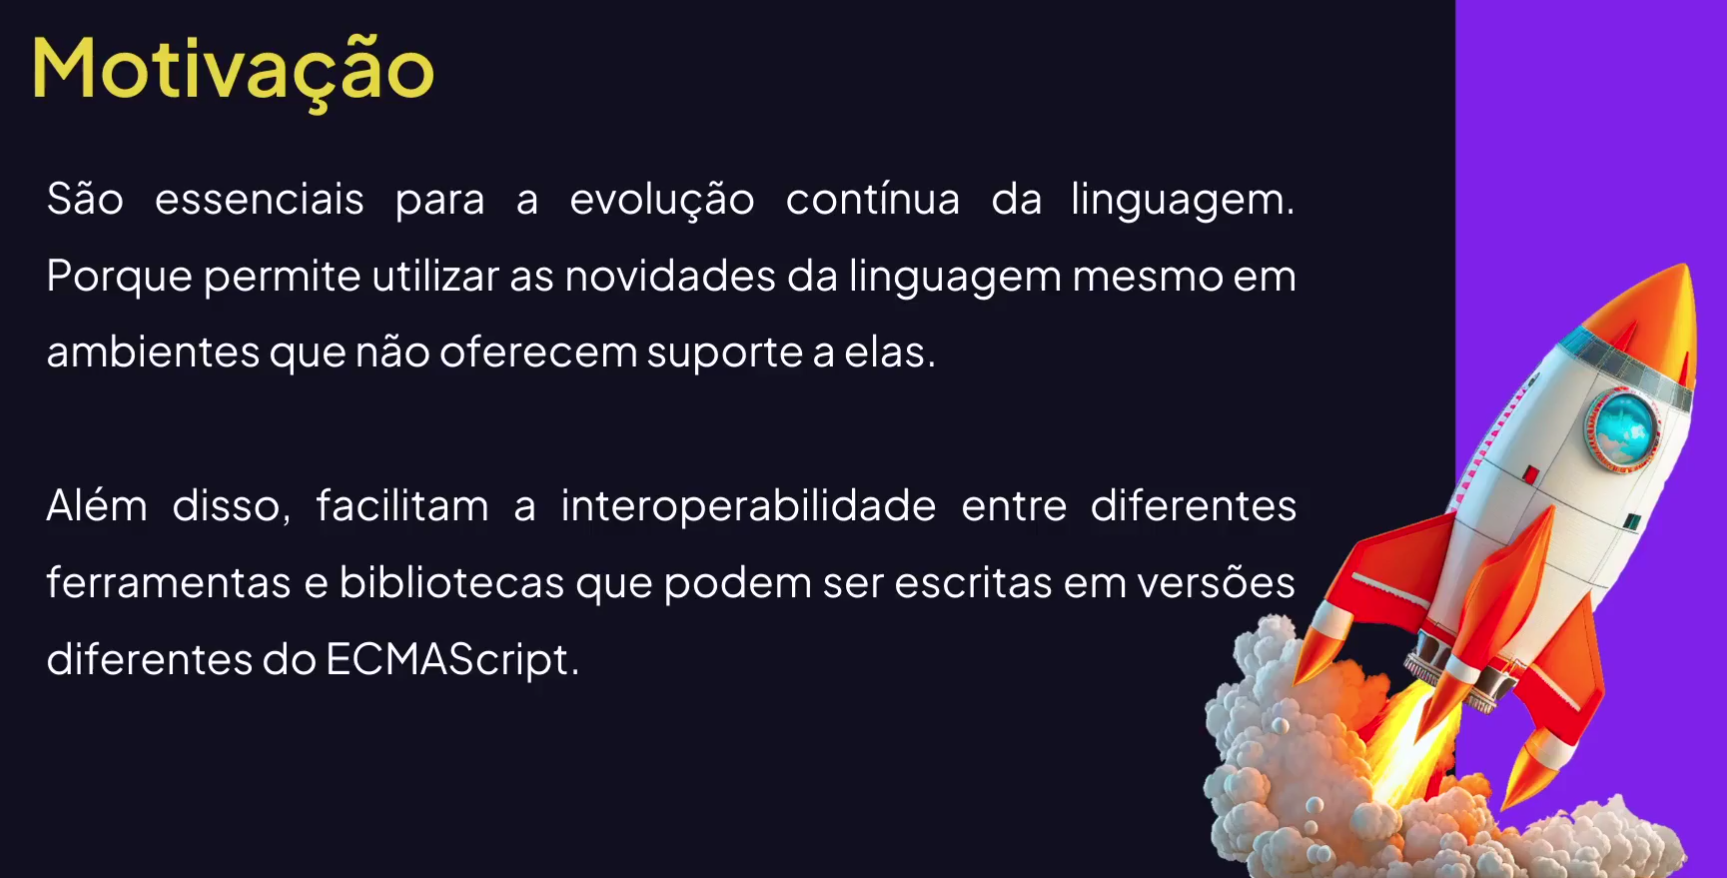 Motivação
São essenciais para a evolução contínua da linguagem.
Porque permite utilizar as novidades da linguagem mesmo em
ambientes que não oferecem suporte a elas.
Além disso, facilitam a interoperabilidade entre diferentes
ferramentas e bibliotecas que podem ser escritas em versões
diferentes do ECMAScript.